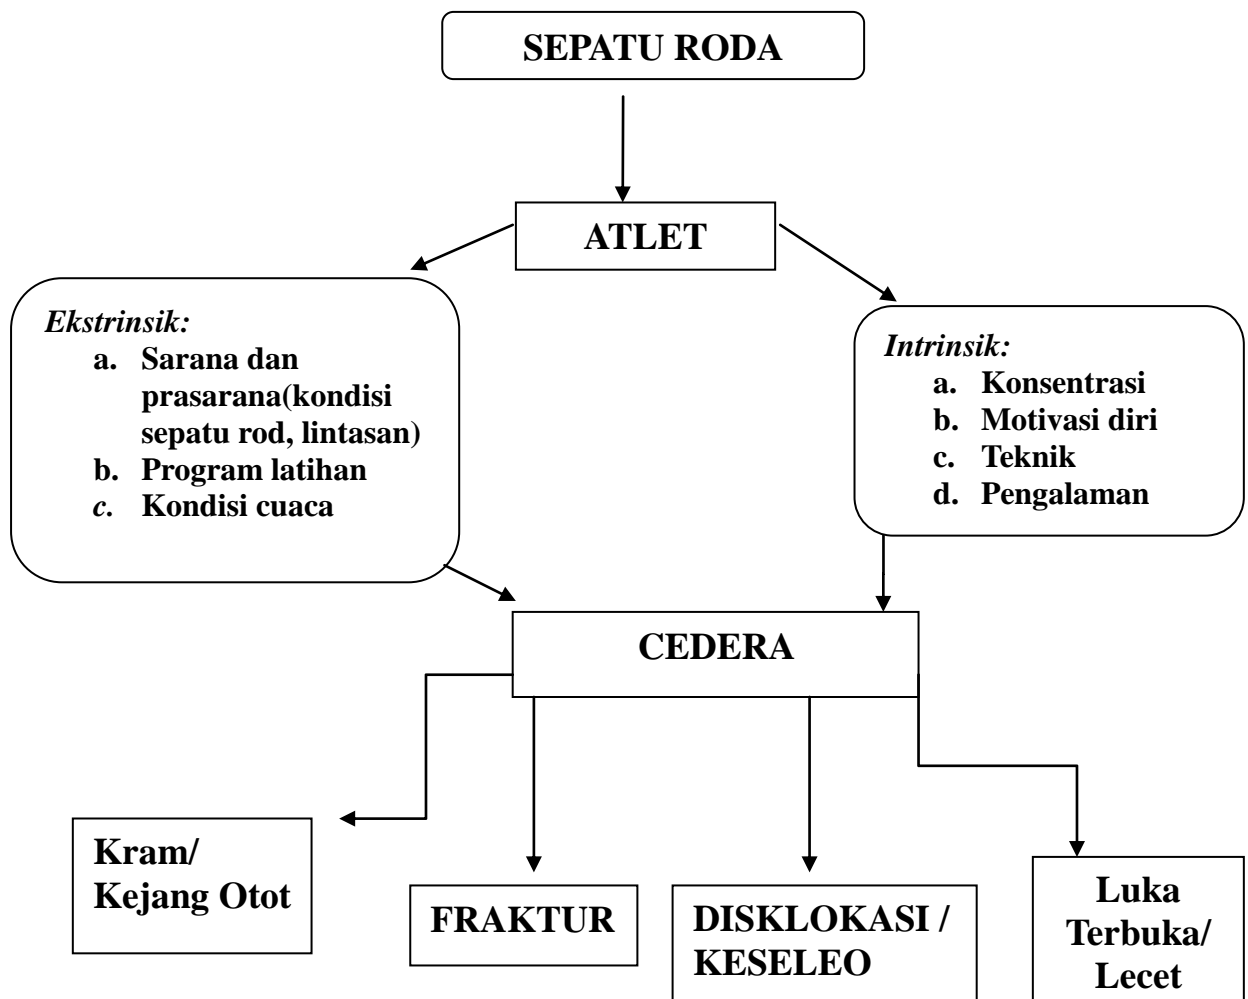 SEPATU RODA
ATLET
Ekstrinsik:
a. Sarana dan
prasarana(kondisi
sepatu rod, lintasan)
b. Program latihan
c. Kondisi cuaca
Intrinsik:
a. Konsentrasi
b. Motivasi diri
c. Teknik
d. Pengalaman
CEDERA
Kram/
Kejang Otot
FRAKTUR
DISKLOKASI /
KESELEO
Luka
Terbuka/
Lecet